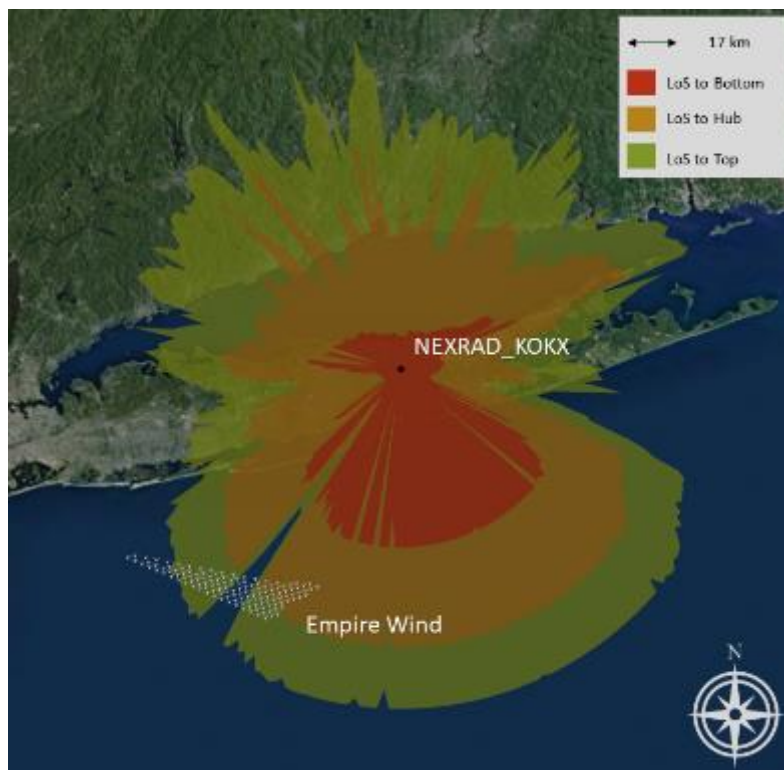 17 km
LoS to Bottom
LoS to Hub
LoS to Top
NEXRAD_KOKX
Empire Wind
N